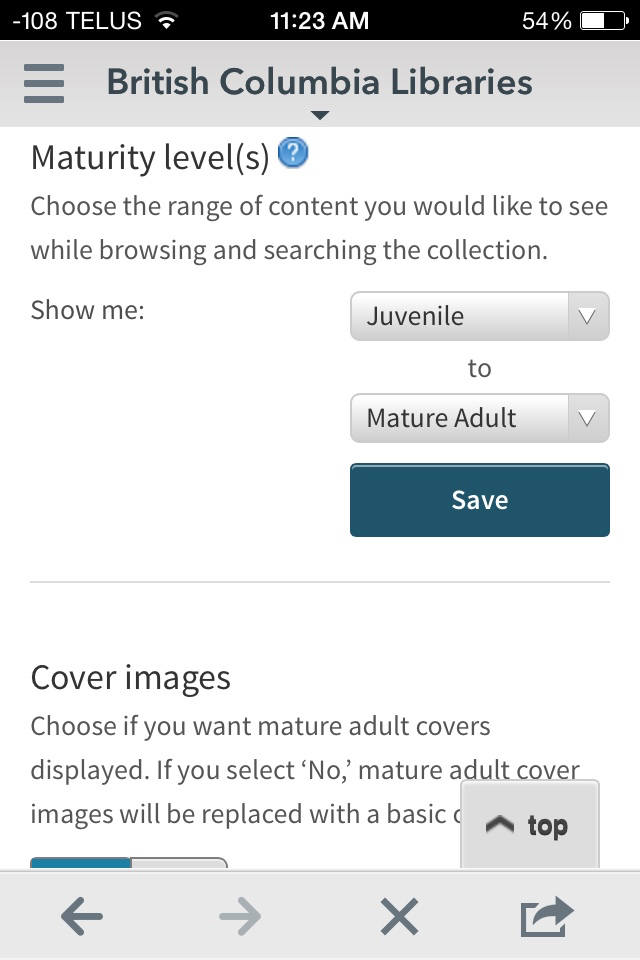 -108 TELUS 11:23 AM 54%
British Columbia Libraries
Maturity level(s) ?
Choose the range of content you would like to see
while browsing and searching the collection.
Show me: Juvenile
to
Mature Adult
Save
Cover images
Choose if you want mature adult covers
displayed. If you select ‘No,’ mature adult cover
images will be replaced with a basic
top